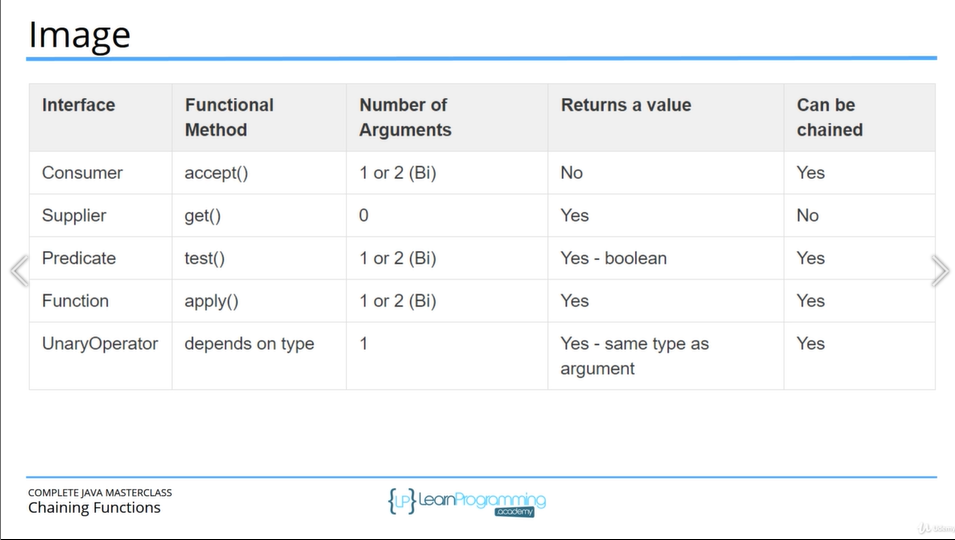 Image
Interface Functional Method Number of Arguments Returns a value Can be chained
Consumer accept() 1 or 2 (Bi) No Yes
Supplier get() 0 Yes No
Predicate test() 1 or 2 (Bi) Yes - boolean Yes
Function apply() 1 or 2 (Bi) Yes Yes
UnaryOperator depends on type 1 Yes - same type as argument Yes
COMPLETE JAVA MASTERCLASS
Chaining Functions
{LP} LearnProgramming
academy
Udemy